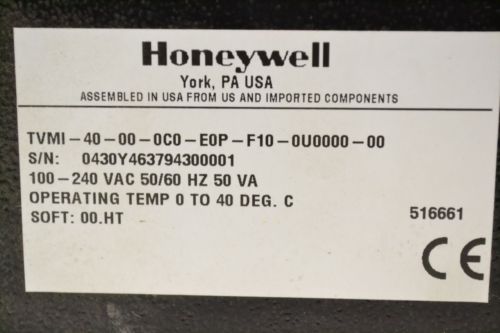 Honeywell
York, PA USA
ASSEMBLED IN USA FROM US AND IMPORTED COMPONENTS
TVMI-40-00-0C0-E0P-F10-0U0000-00
S/N: 0430Y463794300001
100-240 VAC 50/60 HZ 50 VA
OPERATING TEMP 0 TO 40 DEG. C
SOFT: 00.HT
516661
CE